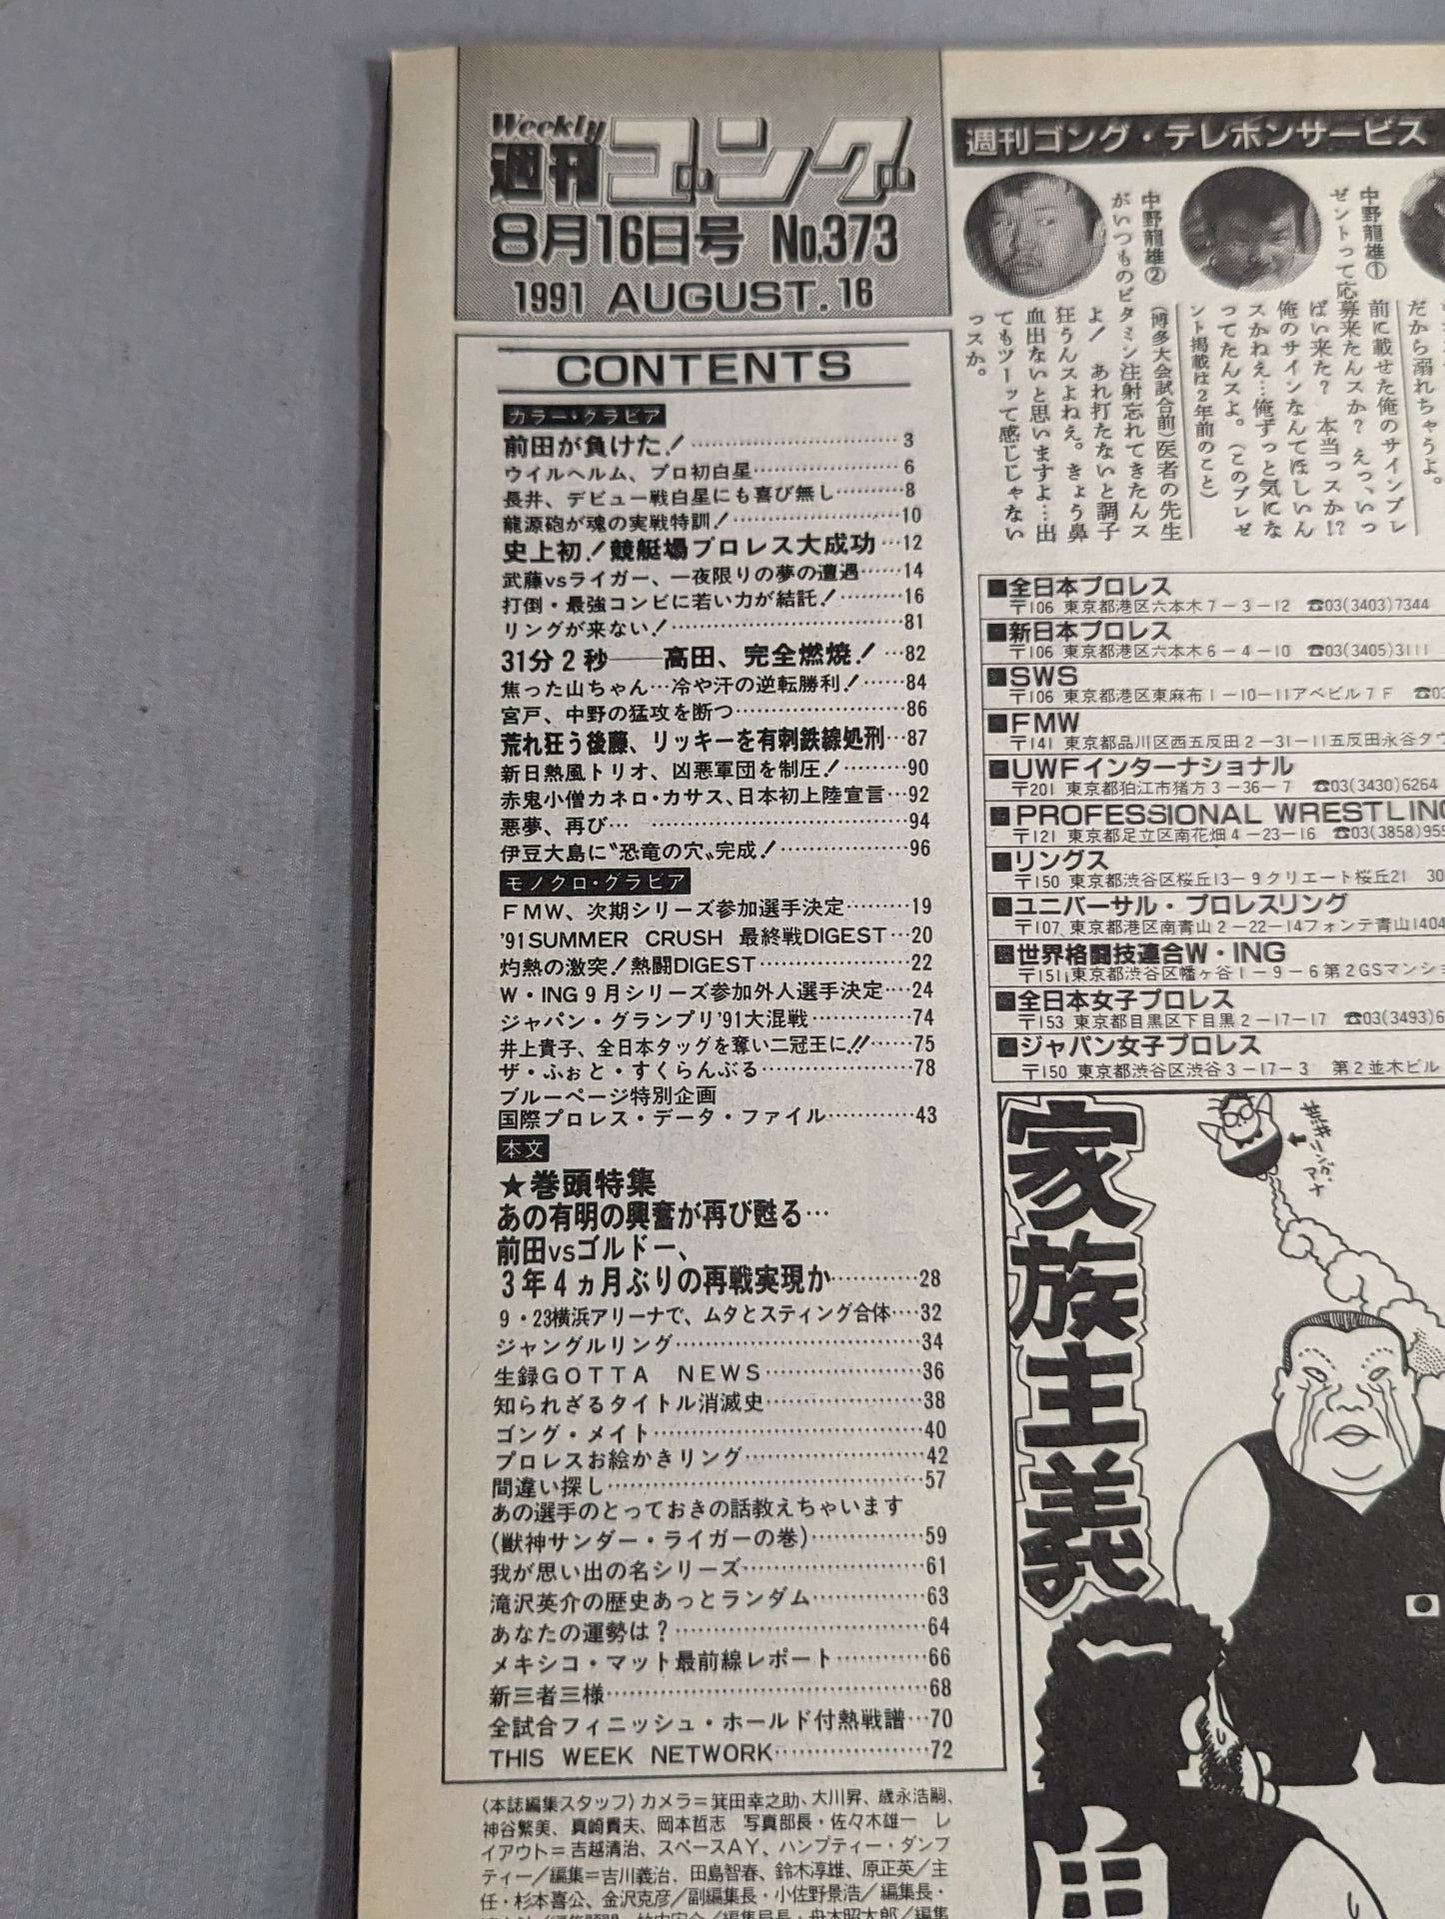 Weekly
週刊ゴング
8月16日号 No.373
1991 AUGUST. 16
CONTENTS
カラー・グラビア
前田が負けた!………3
ウイルヘルム、プロ初白星………6
長井、デビュー戦白星にも喜び無し………8
龍源砲が魂の実戦特訓!………10
史上初!競艇場プロレス大成功…12
武藤vsライガー、一夜限りの夢の遭遇……14
打倒・最強コンビに若い力が結託!………16
リングが来ない!………81
31分2秒――高田、完全燃焼!…82
焦った山ちゃん…冷や汗の逆転勝利!……84
宮戸、中野の猛攻を断つ………86
荒れ狂う後藤、リッキーを有刺鉄線処刑…87
新日熱風トリオ、凶悪軍団を制圧!………90
赤鬼小僧カネロ・カサス、日本初上陸宣言…92
悪夢、再び… ………94
伊豆大島に〝恐竜の穴〟完成!………96
モノクロ・グラビア
FMW、次期シリーズ参加選手決定………19
'91SUMMER CRUSH 最終戦DIGEST…20
灼熱の激突!熱闘DIGEST………22
W・ING9月シリーズ参加外人選手決定…24
ジャパン・グランプリ'91大混戦………74
井上貴子、全日本タッグを奪い二冠王に!!……75
ザ・ふぉと・すくらんぶる………78
ブルーページ特別企画
国際プロレス・データ・ファイル………43
本文
★巻頭特集
あの有明の興奮が再び甦る…
前田vsゴルドー、
3年4ヵ月ぶりの再戦実現か………28
9・23横浜アリーナで、ムタとスティング合体…32
ジャングルリング………34
生録GOTTA NEWS………36
知られざるタイトル消滅史………38
ゴング・メイト………40
プロレスお絵かきリング………42
間違い探し………57
あの選手のとっておきの話教えちゃいます
(獣神サンダー・ライガーの巻)………59
我が思い出の名シリーズ………61
滝沢英介の歴史あっとランダム………63
あなたの運勢は?………64
メキシコ・マット最前線レポート………66
新三者三様………68
全試合フィニッシュ・ホールド付熱戦譜…70
THIS WEEK NETWORK………72
〈本誌編集スタッフ〉カメラ=箕田幸之助、大川昇、歳永浩嗣、
神谷繁美、真崎貴夫、岡本哲志 写真部長・佐々木雄一 レ
イアウト=吉越清治、スペースAY、ハンプティー・ダンプ
ティー/編集=吉川義治、田島智春、鈴木淳雄、原正英/主
任・杉本喜公、金沢克彦/副編集長・小佐野景浩/編集長・
週刊ゴング・テレホンサービス
中野龍雄①
前に載せた俺のサインプレ
ゼントって応募来たんスか? えっ、いっ
ぱい来た? 本当っスか!?
俺のサインなんてほしいん
スかねえ…俺ずっと気にな
ってたんスよ。(このプレゼ
ント掲載は2年前のこと)
だから溺れちゃうよ。
中野龍雄②
(博多大会試合前)医者の先生
がいつものビタミン注射忘れてきたんス
よ! あれ打たないと調子
狂うんスよねえ。きょう鼻
血出ないと思いますよ…出
てもツーッて感じじゃない
っスか。
■全日本プロレス
〒106 東京都港区六本木7-3-12 ☎03(3403)7344
■新日本プロレス
〒106 東京都港区六本木6-4-10 ☎03(3405)3111
■SWS
〒106 東京都港区東麻布1-10-11アベビル7F ☎03
■FMW
〒141 東京都品川区西五反田2-31-11五反田永谷タウ
■UWFインターナショナル
〒201 東京都狛江市猪方3-36-7 ☎03(3430)6264
■PROFESSIONAL WRESTLING
〒121 東京都足立区南花畑4-23-16 ☎03(3858)959
■リングス
〒150 東京都渋谷区桜丘13-9クリエート桜丘21 30
■ユニバーサル・プロレスリング
〒107 東京都港区南青山2-22-14フォンテ青山1404
■世界格闘技連合W・ING
〒151 東京都渋谷区幡ヶ谷1-9-6第2GSマンショ
■全日本女子プロレス
〒153 東京都目黒区下目黒2-17-17 ☎03(3493)6
■ジャパン女子プロレス
〒150 東京都渋谷区渋谷3-17-3 第2並木ビル
家族主義